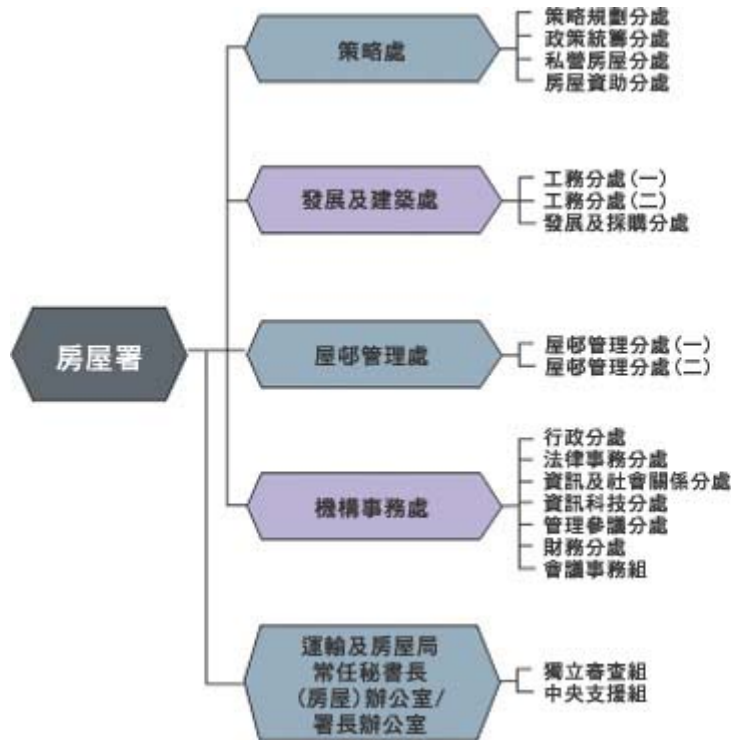 房屋署
策略處
策略規劃分處
政策統籌分處
私營房屋分處
房屋資助分處
發展及建築處
工務分處(一)
工務分處(二)
發展及採購分處
屋邨管理處
屋邨管理分處(一)
屋邨管理分處(二)
機構事務處
行政分處
法律事務分處
資訊及社會關係分處
資訊科技分處
管理參議分處
財務分處
會議事務組
運輸及房屋局
常任秘書長
(房屋)辦公室/
署長辦公室
獨立審查組
中央支援組